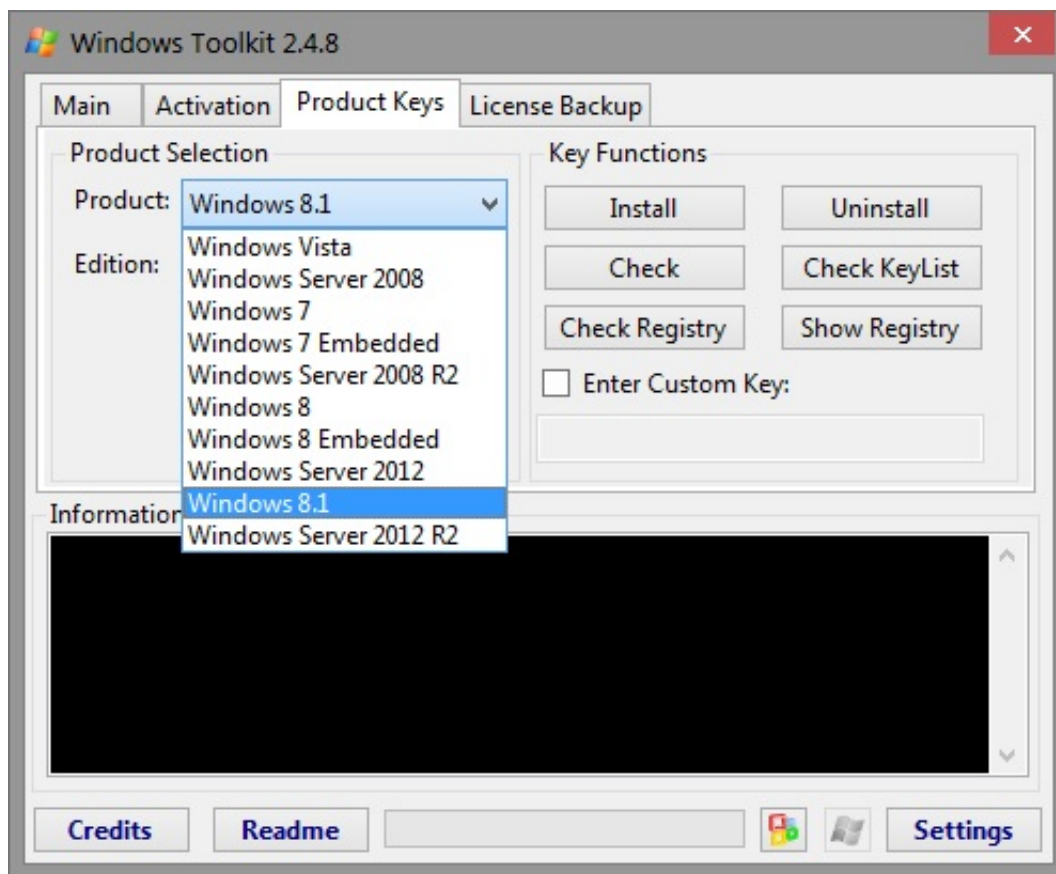 Windows Toolkit 2.4.8
Main Activation Product Keys License Backup
Product Selection
Product: Windows 8.1
Edition:
Windows Vista
Windows Server 2008
Windows 7
Windows 7 Embedded
Windows Server 2008 R2
Windows 8
Windows 8 Embedded
Windows Server 2012
Windows 8.1
Windows Server 2012 R2
Key Functions
Install Uninstall
Check Check KeyList
Check Registry Show Registry
Enter Custom Key:
Information
Credits Readme Settings